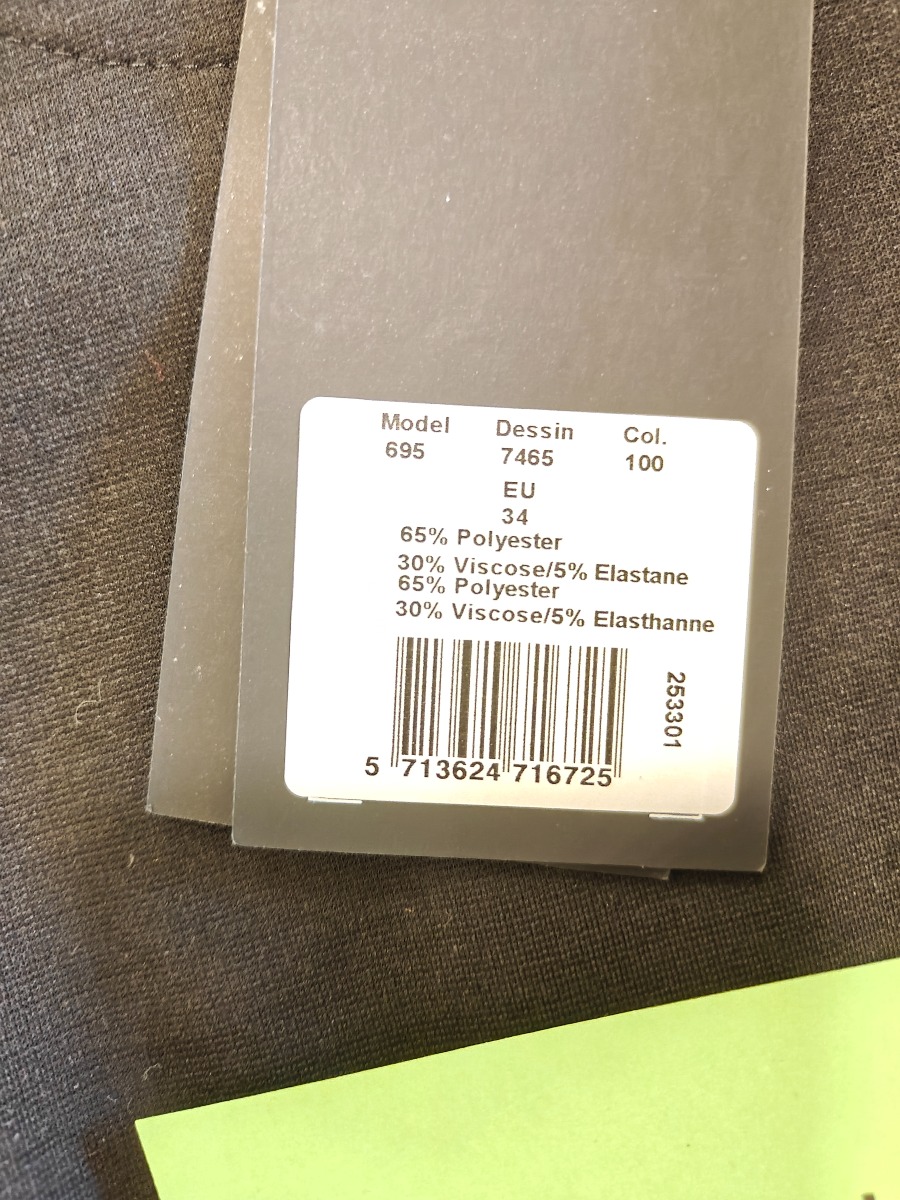 Model Dessin Col.
695 7465 100
EU
34
65% Polyester
30% Viscose/5% Elastane
65% Polyester
30% Viscose/5% Elasthanne
253301
5 713624 716725